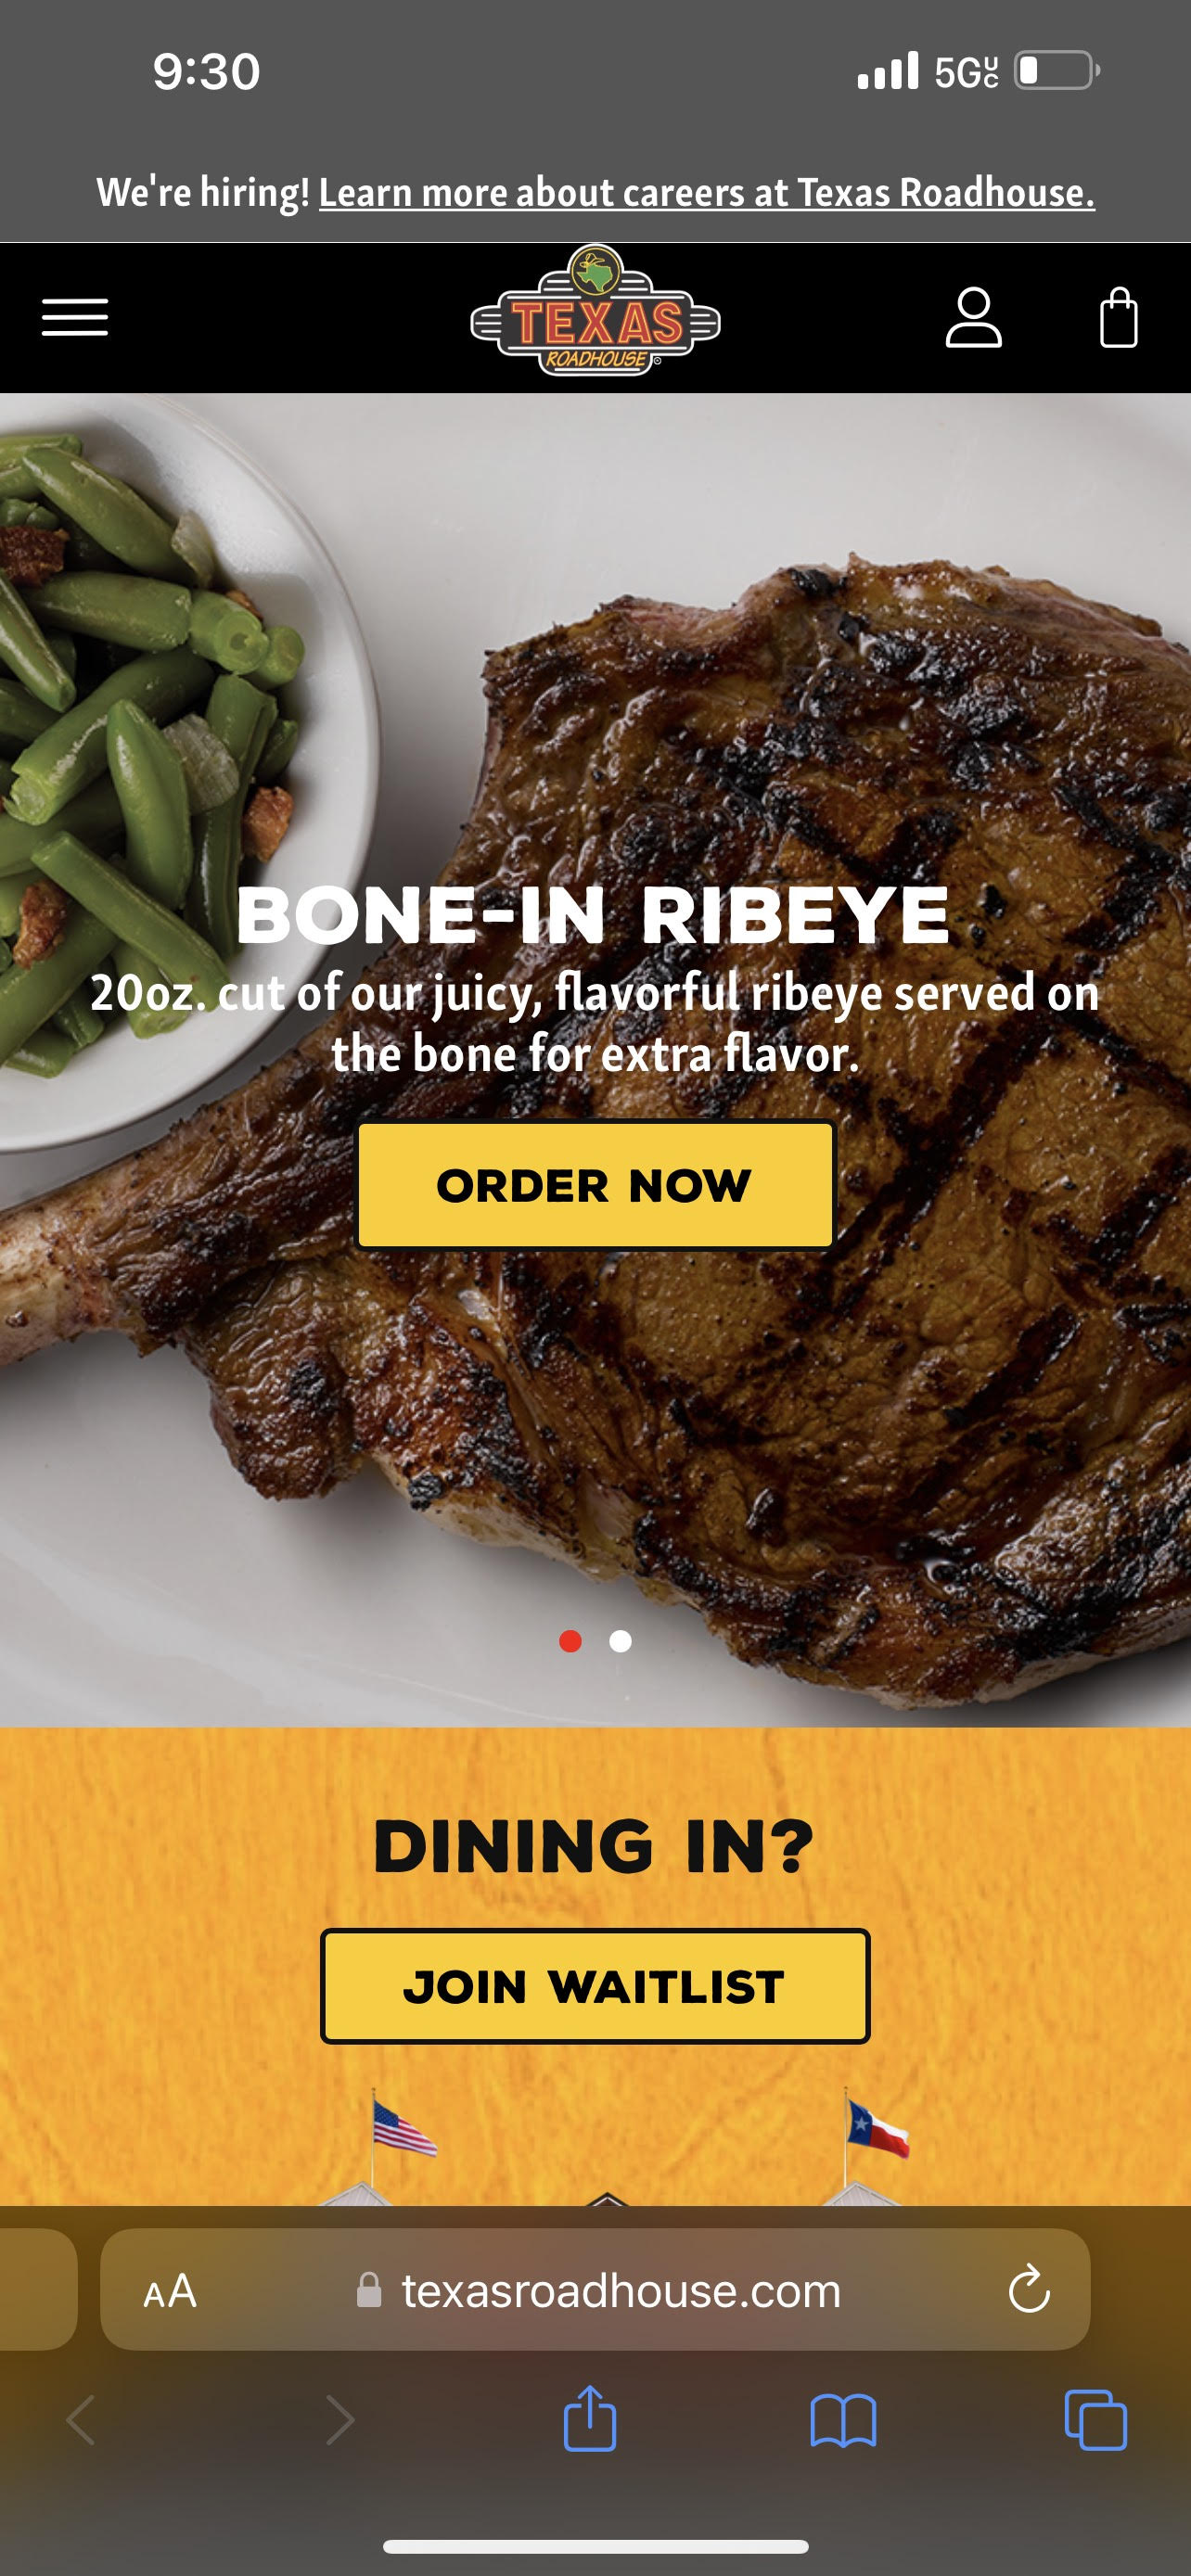 9:30
5GUC
We're hiring! Learn more about careers at Texas Roadhouse.
TEXAS
ROADHOUSE®
BONE-IN RIBEYE
20oz. cut of our juicy, flavorful ribeye served on
the bone for extra flavor.
ORDER NOW
DINING IN?
JOIN WAITLIST
AA
texasroadhouse.com